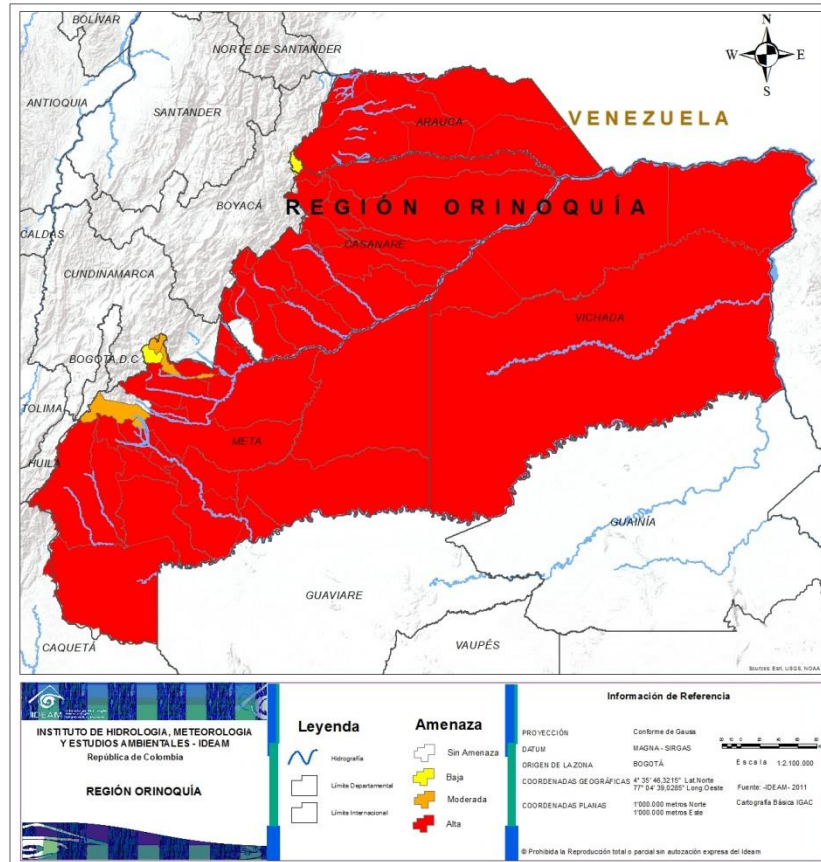 BOLÍVAR
NORTE DE SANTANDER
N
W E
S
ANTIOQUIA
SANTANDER
ARAUCA
VENEZUELA
BOYACÁ
REGIÓN ORINOQUÍA
CALDAS
CASANARE
CUNDINAMARCA
VICHADA
BOGOTÁ D.C
TOLIMA
META
HUILA
GUAINÍA
GUAVIARE
CAQUETÁ
VAUPÉS
Sources: Esri, USGS, NOAA
IDEAM
INSTITUTO DE HIDROLOGIA, METEOROLOGIA
Y ESTUDIOS AMBIENTALES - IDEAM
República de Colombia
REGIÓN ORINOQUÍA
Leyenda
Hidrografía
Límite Departamental
Límite Internacional
Amenaza
Sin Amenaza
Baja
Moderada
Alta
Información de Referencia
PROYECCIÓN Conforme de Gauss
DATUM MAGNA - SIRGAS
ORIGEN DE LA ZONA BOGOTÁ
COORDENADAS GEOGRÁFICAS 4° 35' 46,3215" Lat.Norte
77° 04' 39,0285" Long.Oeste
COORDENADAS PLANAS 1'000.000 metros Norte
1'000.000 metros Este
Escala 1:2.100.000
Fuente: -IDEAM- 2011
Cartografía Básica IGAC
© Prohibida la Reproducción total o parcial sin autozación expresa del Ideam